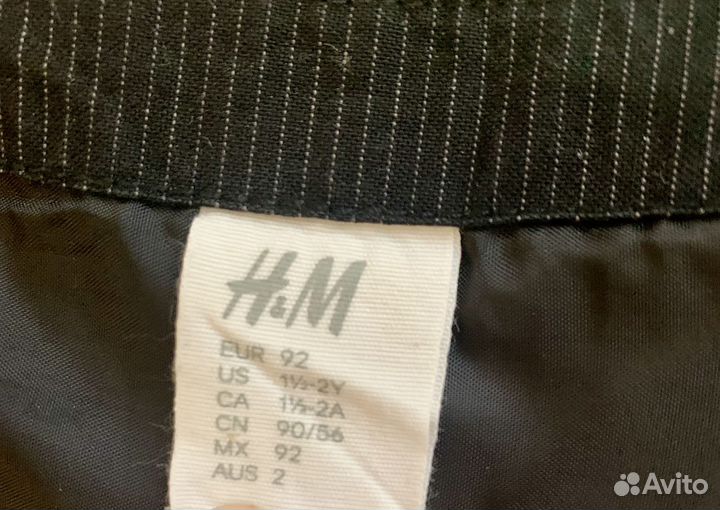 H&M
EUR 92
US 1½-2Y
CA 1½-2A
CN 90/56
MX 92
AUS 2
Avito